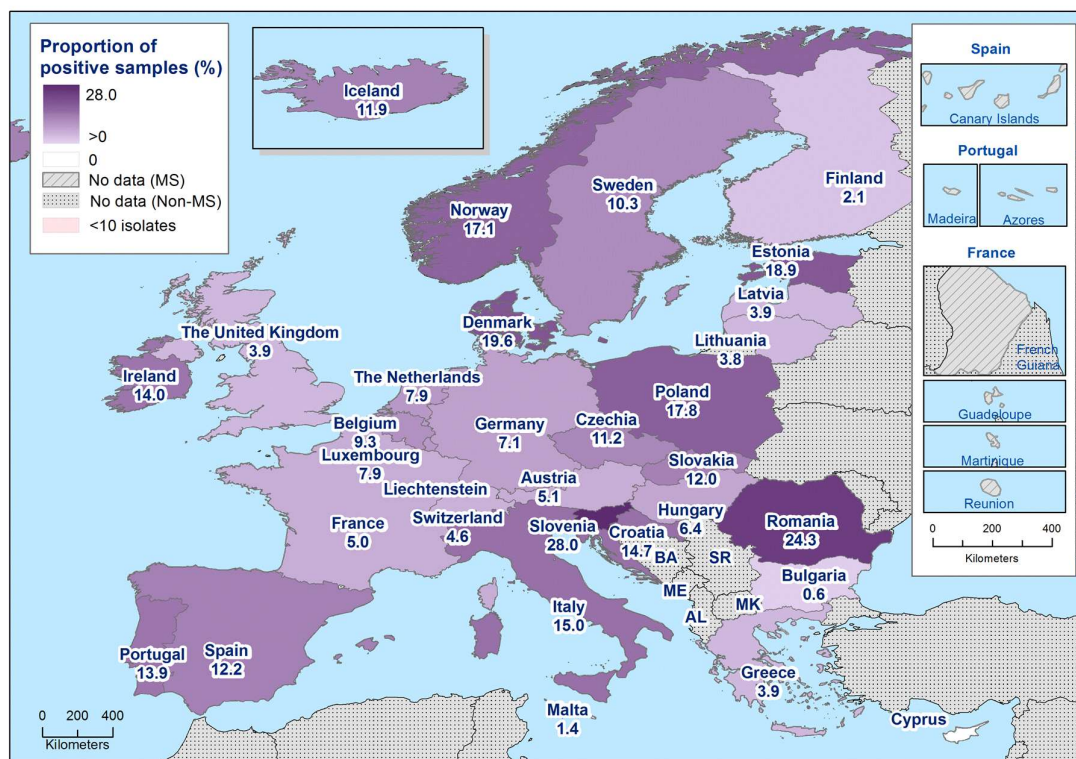 Proportion of
positive samples (%)
28.0
>0
0
No data (MS)
No data (Non-MS)
<10 isolates
Iceland
11.9
Spain
Canary Islands
Portugal
Madeira
Azores
France
French
Guiana
Guadeloupe
Martinique
Reunion
0 200 400
Kilometers
Finland
2.1
Sweden
10.3
Norway
17.1
Estonia
18.9
Latvia
3.9
Lithuania
3.8
Denmark
19.6
The United Kingdom
3.9
Ireland
14.0
The Netherlands
7.9
Poland
17.8
Belgium
9.3
Germany
7.1
Czechia
11.2
Luxembourg
7.9
Slovakia
12.0
Liechtenstein
Austria
5.1
Hungary
6.4
Switzerland
4.6
France
5.0
Slovenia
28.0
Croatia
14.7
Romania
24.3
BA
SR
Bulgaria
0.6
ME
MK
AL
Italy
15.0
Portugal
13.9
Spain
12.2
Greece
3.9
Malta
1.4
Cyprus
0 200 400
Kilometers